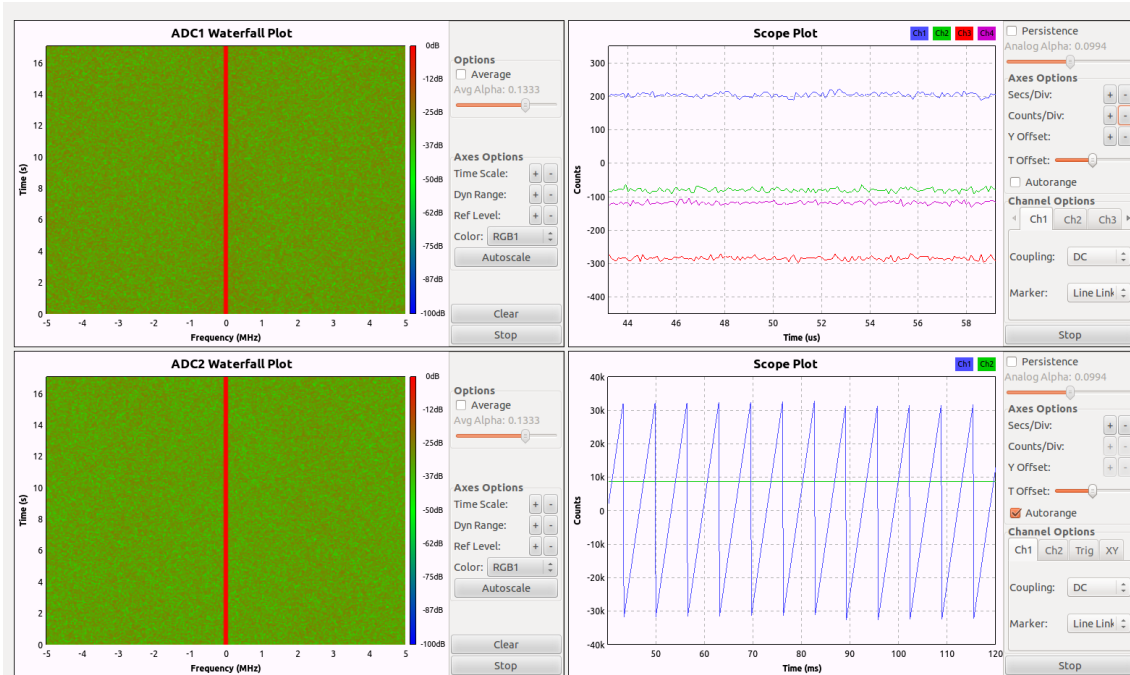 ADC1 Waterfall Plot
16
14
12
10
8
6
4
2
0
Time (s)
-5 -4 -3 -2 -1 0 1 2 3 4 5
Frequency (MHz)
0dB
-12dB
-25dB
-37dB
-50dB
-62dB
-75dB
-87dB
-100dB
Options
Average
Avg Alpha: 0.1333
Axes Options
Time Scale: + -
Dyn Range: + -
Ref Level: + -
Color: RGB1
Autoscale
Clear
Stop
Scope Plot
Ch1 Ch2 Ch3 Ch4
300
200
100
0
-100
-200
-300
-400
Counts
44 46 48 50 52 54 56 58
Time (us)
Persistence
Analog Alpha: 0.0994
Axes Options
Secs/Div: + -
Counts/Div: + -
Y Offset: + -
T Offset:
Autorange
Channel Options
Ch1 Ch2 Ch3
Coupling: DC
Marker: Line Link
Stop
ADC2 Waterfall Plot
16
14
12
10
8
6
4
2
0
Time (s)
-5 -4 -3 -2 -1 0 1 2 3 4 5
Frequency (MHz)
0dB
-12dB
-25dB
-37dB
-50dB
-62dB
-75dB
-87dB
-100dB
Options
Average
Avg Alpha: 0.1333
Axes Options
Time Scale: + -
Dyn Range: + -
Ref Level: + -
Color: RGB1
Autoscale
Clear
Stop
Scope Plot
Ch1 Ch2
40k
30k
20k
10k
0
-10k
-20k
-30k
-40k
Counts
50 60 70 80 90 100 110 120
Time (ms)
Persistence
Analog Alpha: 0.0994
Axes Options
Secs/Div: + -
Counts/Div: + -
Y Offset: + -
T Offset:
Autorange
Channel Options
Ch1 Ch2 Trig XY
Coupling: DC
Marker: Line Link
Stop